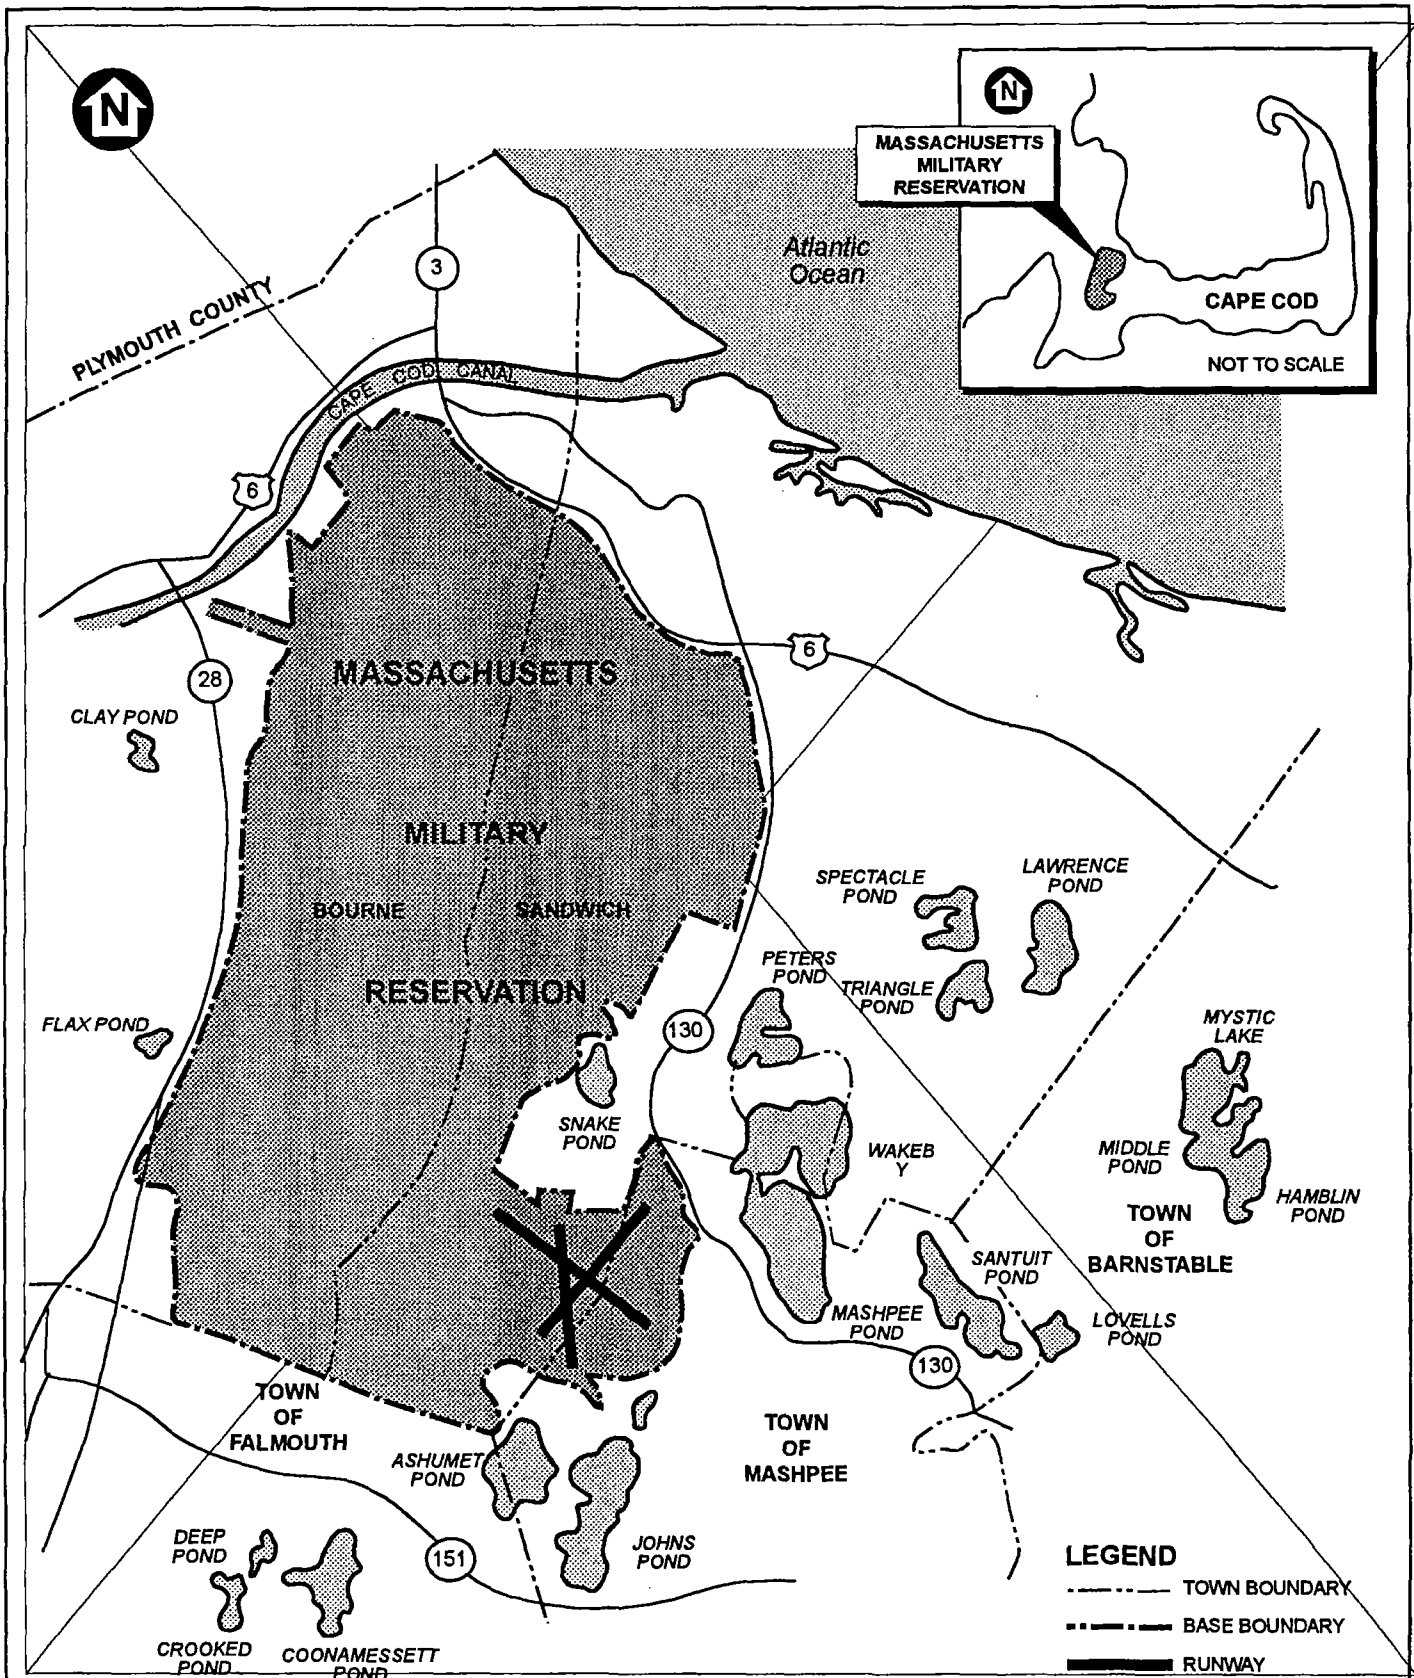 N
N
MASSACHUSETTS
MILITARY
RESERVATION
CAPE COD
NOT TO SCALE
Atlantic
Ocean
3
PLYMOUTH COUNTY
CAPE COD CANAL
6
6
28
MASSACHUSETTS
CLAY POND
MILITARY
SPECTACLE
POND
LAWRENCE
POND
BOURNE
SANDWICH
PETERS
POND
TRIANGLE
POND
RESERVATION
FLAX POND
130
MYSTIC
LAKE
SNAKE
POND
WAKEB
Y
MIDDLE
POND
HAMBLIN
POND
TOWN
OF
BARNSTABLE
SANTUIT
POND
MASHPEE
POND
LOVELLS
POND
130
TOWN
OF
FALMOUTH
TOWN
OF
MASHPEE
ASHUMET
POND
JOHNS
POND
151
DEEP
POND
CROOKED
POND
COONAMESSETT
POND
LEGEND
TOWN BOUNDARY
BASE BOUNDARY
RUNWAY